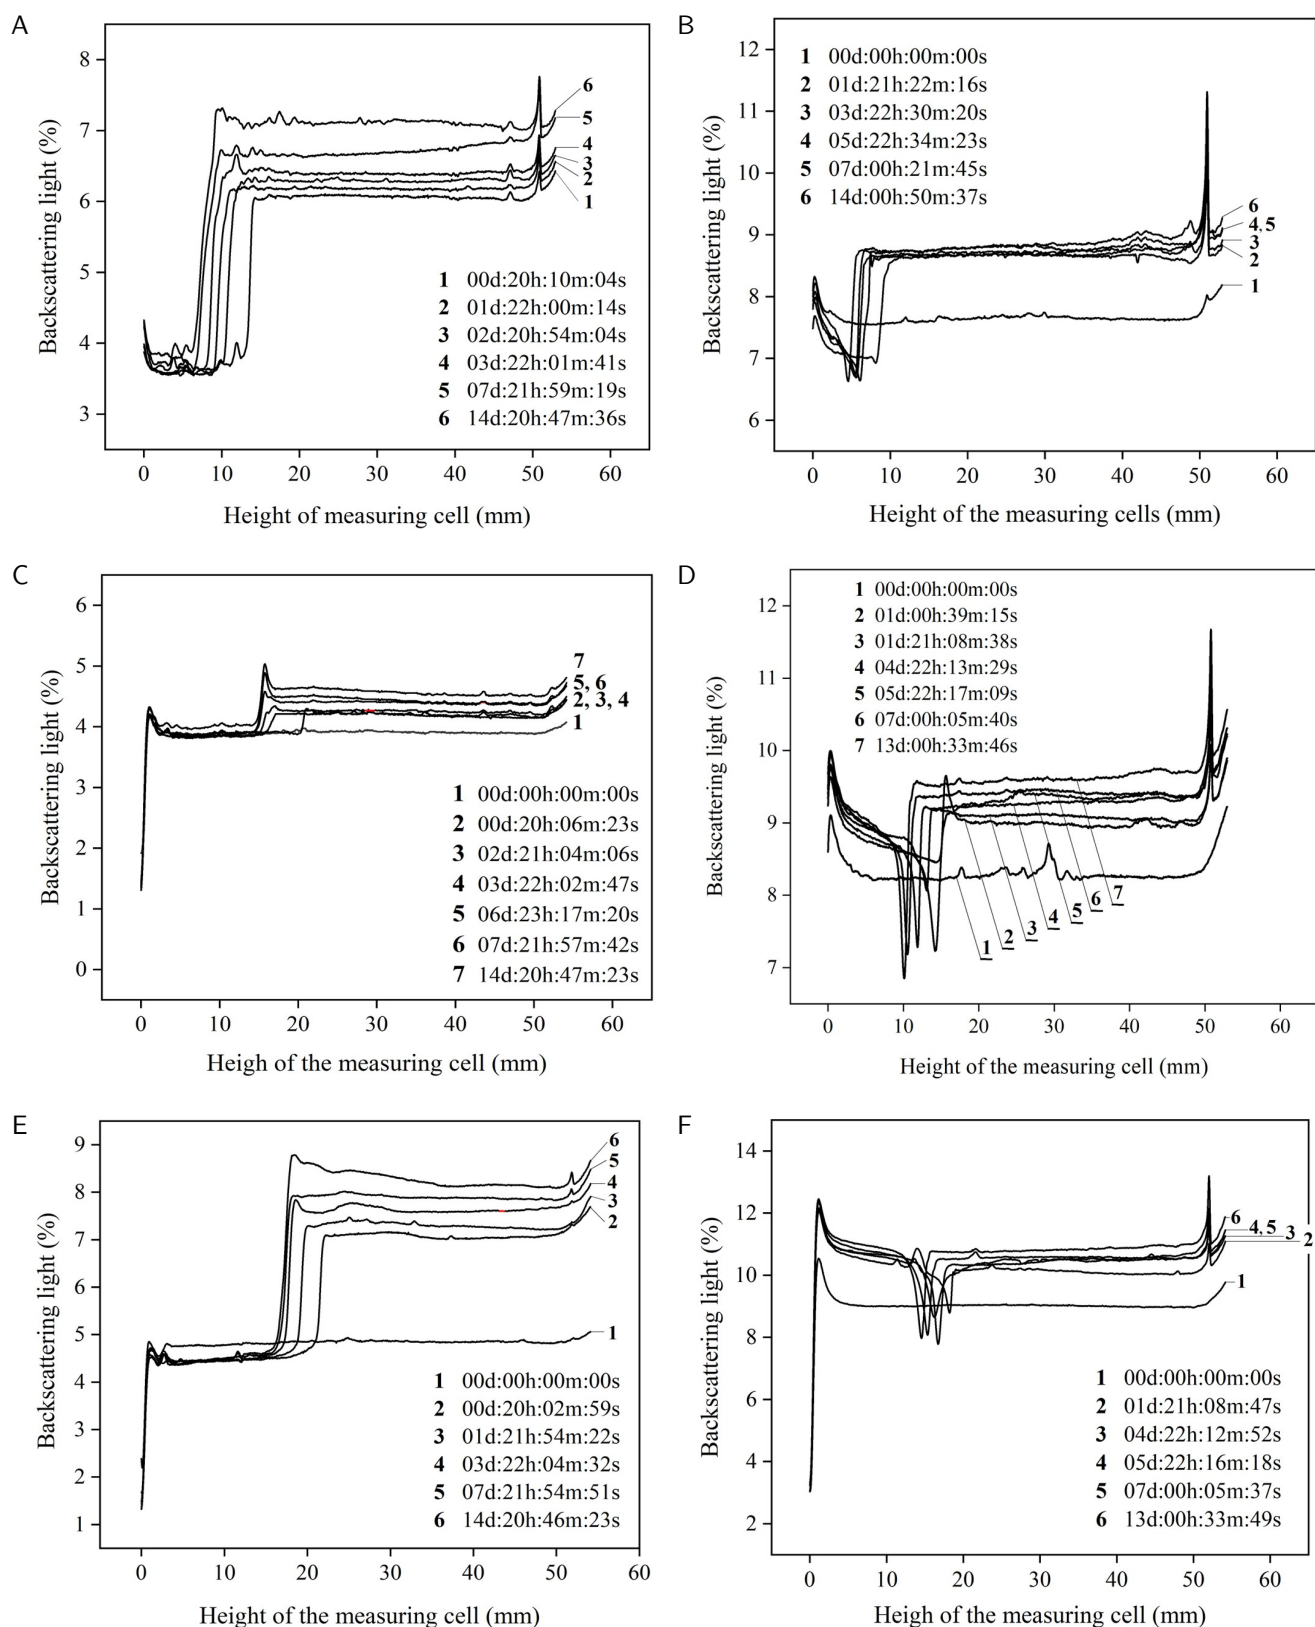 A
Backscattering light (%)
8
7
6
5
4
3
6
5
4
3
2
1
1 00d:20h:10m:04s
2 01d:22h:00m:14s
3 02d:20h:54m:04s
4 03d:22h:01m:41s
5 07d:21h:59m:19s
6 14d:20h:47m:36s
0 10 20 30 40 50 60
Height of measuring cell (mm)
B
Backscattering light (%)
12
11
10
9
8
7
6
1 00d:00h:00m:00s
2 01d:21h:22m:16s
3 03d:22h:30m:20s
4 05d:22h:34m:23s
5 07d:00h:21m:45s
6 14d:00h:50m:37s
6
4,5
3
2
1
0 10 20 30 40 50 60
Height of the measuring cells (mm)
C
Backscattering light (%)
6
5
4
3
2
1
0
7
5, 6
2, 3, 4
1
1 00d:00h:00m:00s
2 00d:20h:06m:23s
3 02d:21h:04m:06s
4 03d:22h:02m:47s
5 06d:23h:17m:20s
6 07d:21h:57m:42s
7 14d:20h:47m:23s
0 10 20 30 40 50 60
Heigh of the measuring cell (mm)
D
Backscattering light (%)
12
11
10
9
8
7
1 00d:00h:00m:00s
2 01d:00h:39m:15s
3 01d:21h:08m:38s
4 04d:22h:13m:29s
5 05d:22h:17m:09s
6 07d:00h:05m:40s
7 13d:00h:33m:46s
1 2 3 4 5 6 7
0 10 20 30 40 50 60
Height of the measuring cell (mm)
E
Backscattering light (%)
9
8
7
6
5
4
3
2
1
6
5
4
3
2
1
1 00d:00h:00m:00s
2 00d:20h:02m:59s
3 01d:21h:54m:22s
4 03d:22h:04m:32s
5 07d:21h:54m:51s
6 14d:20h:46m:23s
0 10 20 30 40 50 60
Height of the measuring cell (mm)
F
Backscattering light (%)
14
12
10
8
6
4
2
6
4,5
3
2
1
1 00d:00h:00m:00s
2 01d:21h:08m:47s
3 04d:22h:12m:52s
4 05d:22h:16m:18s
5 07d:00h:05m:37s
6 13d:00h:33m:49s
0 10 20 30 40 50 60
Heigh of the measuring cell (mm)